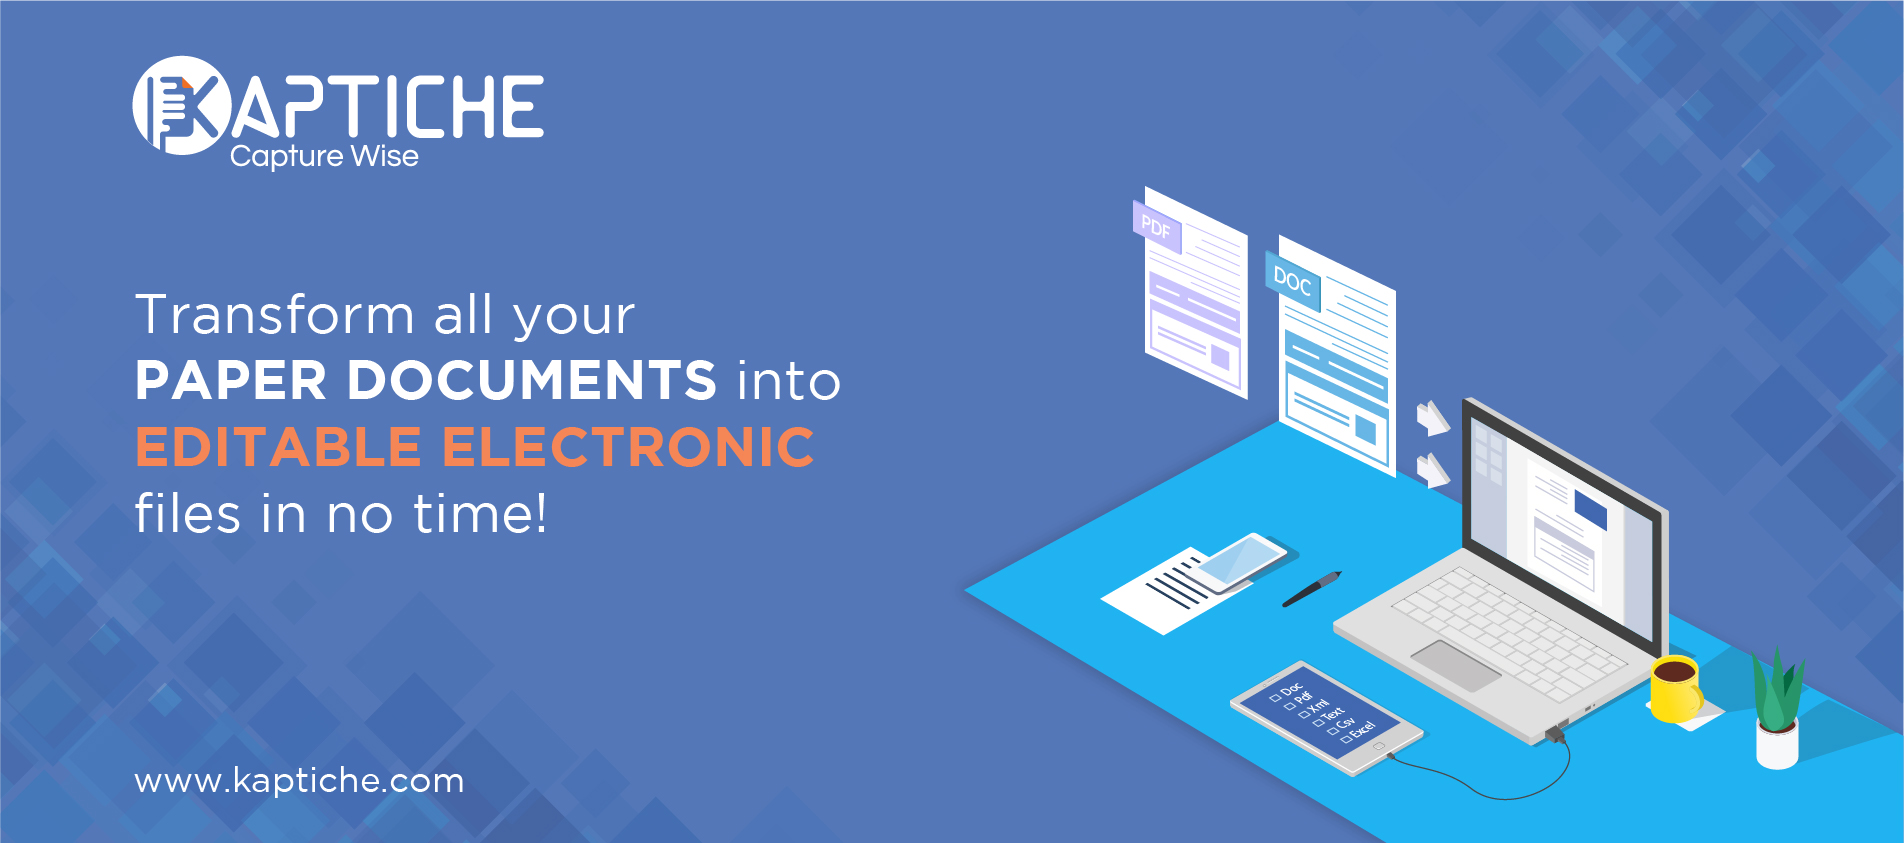 KAPTICHE
Capture Wise
Transform all your
PAPER DOCUMENTS into
EDITABLE ELECTRONIC
files in no time!
www.kaptiche.com
PDF
DOC
Doc
Pdf
Xml
Text
Csv
Excel